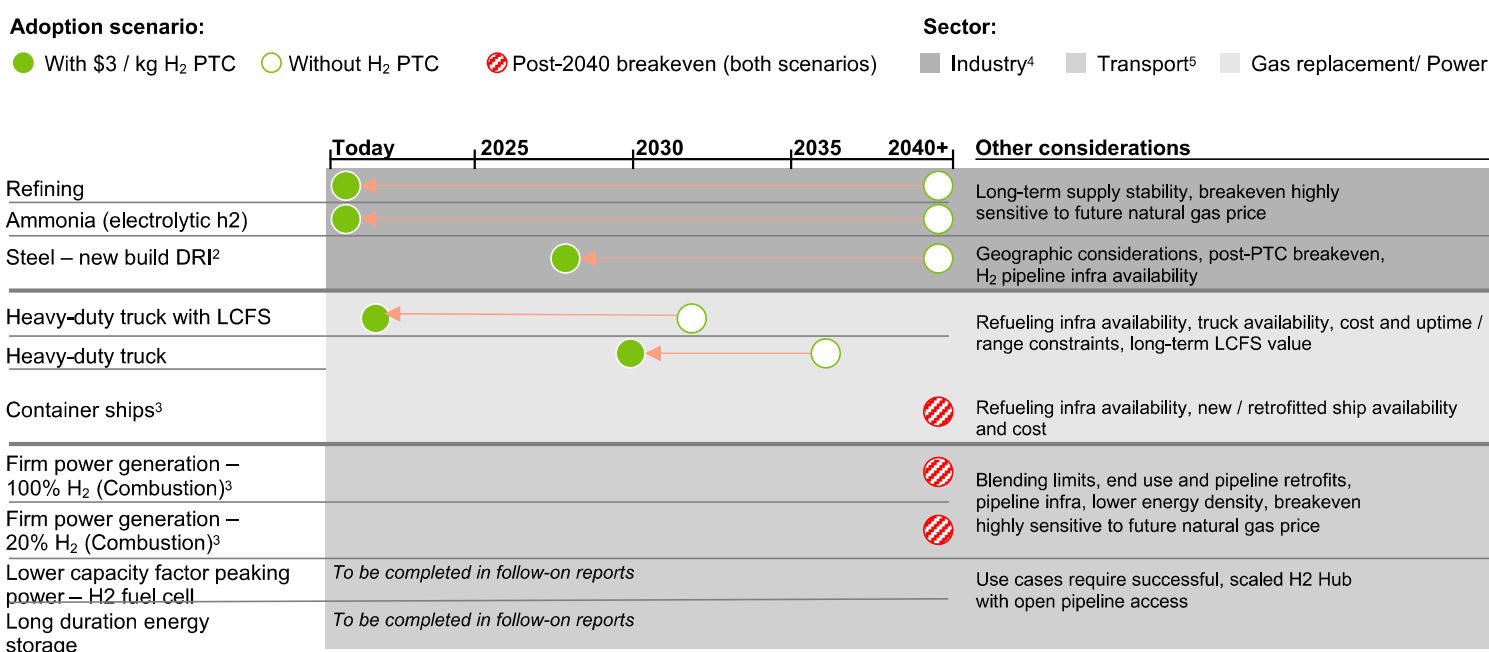 Adoption scenario:
Sector:
With $3 / kg H₂ PTC
Without H₂ PTC
Post-2040 breakeven (both scenarios)
Industry⁴
Transport⁵
Gas replacement/ Power
Today
2025
2030
2035
2040+
Other considerations
Refining
Ammonia (electrolytic h2)
Long-term supply stability, breakeven highly
sensitive to future natural gas price
Steel – new build DRI²
Geographic considerations, post-PTC breakeven,
H₂ pipeline infra availability
Heavy-duty truck with LCFS
Heavy-duty truck
Refueling infra availability, truck availability, cost and uptime /
range constraints, long-term LCFS value
Container ships³
Refueling infra availability, new / retrofitted ship availability
and cost
Firm power generation –
100% H₂ (Combustion)³
Firm power generation –
20% H₂ (Combustion)³
Blending limits, end use and pipeline retrofits,
pipeline infra, lower energy density, breakeven
highly sensitive to future natural gas price
Lower capacity factor peaking
power – H2 fuel cell
To be completed in follow-on reports
Long duration energy
storage
To be completed in follow-on reports
Use cases require successful, scaled H2 Hub
with open pipeline access